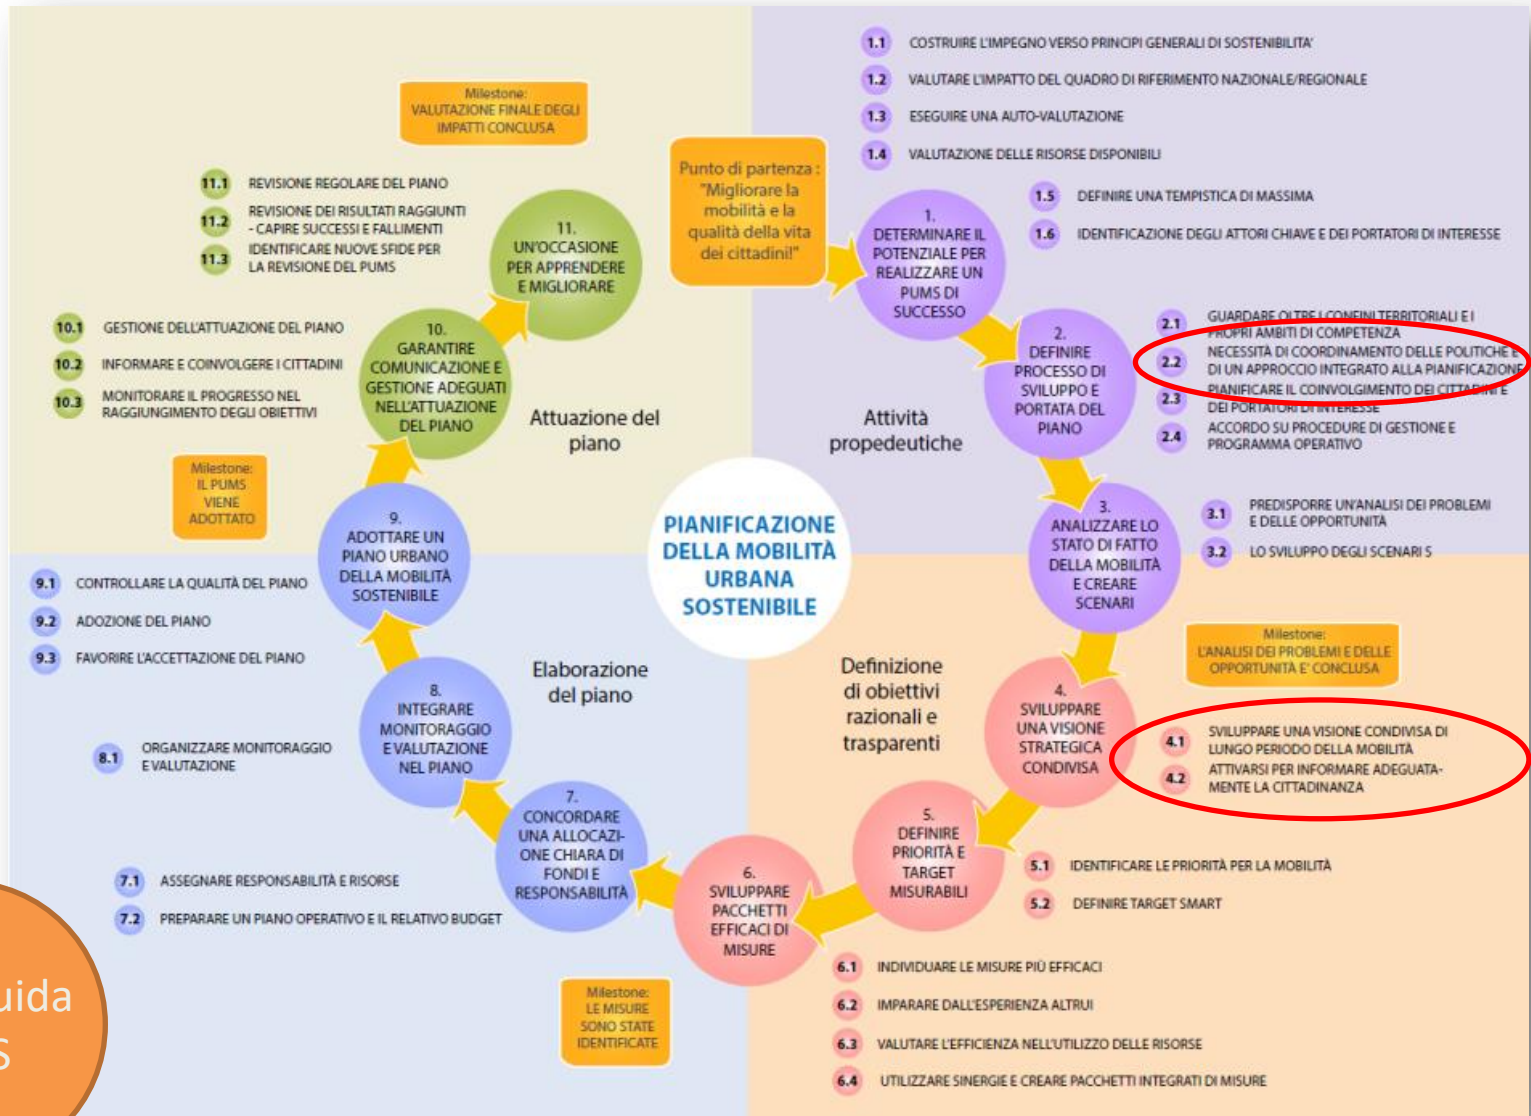 Milestone:
VALUTAZIONE FINALE DEGLI
IMPATTI CONCLUSA
11.1 REVISIONE REGOLARE DEL PIANO
11.2 REVISIONE DEI RISULTATI RAGGIUNTI
- CAPIRE SUCCESSI E FALLIMENTI
11.3 IDENTIFICARE NUOVE SFIDE PER
LA REVISIONE DEL PUMS
11.
UN'OCCASIONE
PER APPRENDERE
E MIGLIORARE
Punto di partenza :
"Migliorare la
mobilità e la
qualità della vita
dei cittadini!"
1.1 COSTRUIRE L'IMPEGNO VERSO PRINCIPI GENERALI DI SOSTENIBILITA'
1.2 VALUTARE L'IMPATTO DEL QUADRO DI RIFERIMENTO NAZIONALE/REGIONALE
1.3 ESEGUIRE UNA AUTO-VALUTAZIONE
1.4 VALUTAZIONE DELLE RISORSE DISPONIBILI
1.5 DEFINIRE UNA TEMPISTICA DI MASSIMA
1.6 IDENTIFICAZIONE DEGLI ATTORI CHIAVE E DEI PORTATORI DI INTERESSE
1.
DETERMINARE IL
POTENZIALE PER
REALIZZARE UN
PUMS DI
SUCCESSO
2.
DEFINIRE
PROCESSO DI
SVILUPPO E
PORTATA DEL
PIANO
2.1 GUARDARE OLTRE I CONFINI TERRITORIALI E I
PROPRI AMBITI DI COMPETENZA
2.2 NECESSITÀ DI COORDINAMENTO DELLE POLITICHE E
DI UN APPROCCIO INTEGRATO ALLA PIANIFICAZIONE
2.3 PIANIFICARE IL COINVOLGIMENTO DEI CITTADINI E
DEI PORTATORI DI INTERESSE
2.4 ACCORDO SU PROCEDURE DI GESTIONE E
PROGRAMMA OPERATIVO
10.1 GESTIONE DELL'ATTUAZIONE DEL PIANO
10.2 INFORMARE E COINVOLGERE I CITTADINI
10.3 MONITORARE IL PROGRESSO NEL
RAGGIUNGIMENTO DEGLI OBIETTIVI
10.
GARANTIRE
COMUNICAZIONE E
GESTIONE ADEGUATI
NELL'ATTUAZIONE
DEL PIANO
Attuazione del
piano
Attività
propedeutiche
Milestone:
IL PUMS
VIENE
ADOTTATO
9.
ADOTTARE UN
PIANO URBANO
DELLA MOBILITÀ
SOSTENIBILE
PIANIFICAZIONE
DELLA MOBILITÀ
URBANA
SOSTENIBILE
3.
ANALIZZARE LO
STATO DI FATTO
DELLA MOBILITÀ
E CREARE
SCENARI
3.1 PREDISPORRE UN'ANALISI DEI PROBLEMI
E DELLE OPPORTUNITÀ
3.2 LO SVILUPPO DEGLI SCENARI S
9.1 CONTROLLARE LA QUALITÀ DEL PIANO
9.2 ADOZIONE DEL PIANO
9.3 FAVORIRE L'ACCETTAZIONE DEL PIANO
Milestone:
L'ANALISI DEI PROBLEMI E DELLE
OPPORTUNITÀ E' CONCLUSA
Elaborazione
del piano
Definizione
di obiettivi
razionali e
trasparenti
8.
INTEGRARE
MONITORAGGIO
E VALUTAZIONE
NEL PIANO
4.
SVILUPPARE
UNA VISIONE
STRATEGICA
CONDIVISA
4.1 SVILUPPARE UNA VISIONE CONDIVISA DI
LUNGO PERIODO DELLA MOBILITÀ
4.2 ATTIVARSI PER INFORMARE ADEGUATA-
MENTE LA CITTADINANZA
8.1 ORGANIZZARE MONITORAGGIO
E VALUTAZIONE
7.
CONCORDARE
UNA ALLOCAZI-
ONE CHIARA DI
FONDI E
RESPONSABILITÀ
5.
DEFINIRE
PRIORITÀ E
TARGET
MISURABILI
5.1 IDENTIFICARE LE PRIORITÀ PER LA MOBILITÀ
5.2 DEFINIRE TARGET SMART
7.1 ASSEGNARE RESPONSABILITÀ E RISORSE
7.2 PREPARARE UN PIANO OPERATIVO E IL RELATIVO BUDGET
6.
SVILUPPARE
PACCHETTI
EFFICACI DI
MISURE
6.1 INDIVIDUARE LE MISURE PIÙ EFFICACI
6.2 IMPARARE DALL'ESPERIENZA ALTRUI
6.3 VALUTARE L'EFFICIENZA NELL'UTILIZZO DELLE RISORSE
6.4 UTILIZZARE SINERGIE E CREARE PACCHETTI INTEGRATI DI MISURE
Milestone:
LE MISURE
SONO STATE
IDENTIFICATE
uida
S